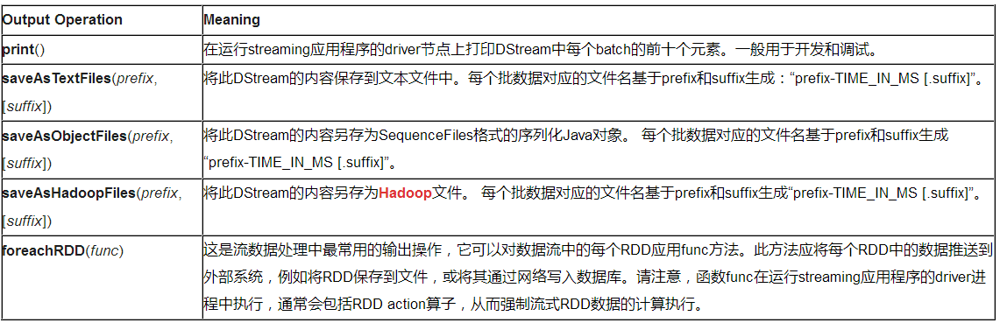 Output Operation Meaning
print() 在运行streaming应用程序的driver节点上打印DStream中每个batch的前十个元素。一般用于开发和调试。
saveAsTextFiles(prefix, 将此DStream的内容保存到文本文件中。每个批数据对应的文件名基于prefix和suffix生成：“prefix-TIME_IN_MS [.suffix]”。
[suffix])
saveAsObjectFiles(prefix, 将此DStream的内容另存为SequenceFiles格式的序列化Java对象。 每个批数据对应的文件名基于prefix和suffix生成
[suffix]) “prefix-TIME_IN_MS [.suffix]”。
saveAsHadoopFiles(prefix, 将此DStream的内容另存为Hadoop文件。 每个批数据对应的文件名基于prefix和suffix生成“prefix-TIME_IN_MS [.suffix]”。
[suffix])
foreachRDD(func) 这是流数据处理中最常用的输出操作，它可以对数据流中的每个RDD应用func方法。此方法应将每个RDD中的数据推送到
外部系统，例如将RDD保存到文件，或将其通过网络写入数据库。请注意，函数func在运行streaming应用程序的driver进
程中执行，通常会包括RDD action算子，从而强制流式RDD数据的计算执行。